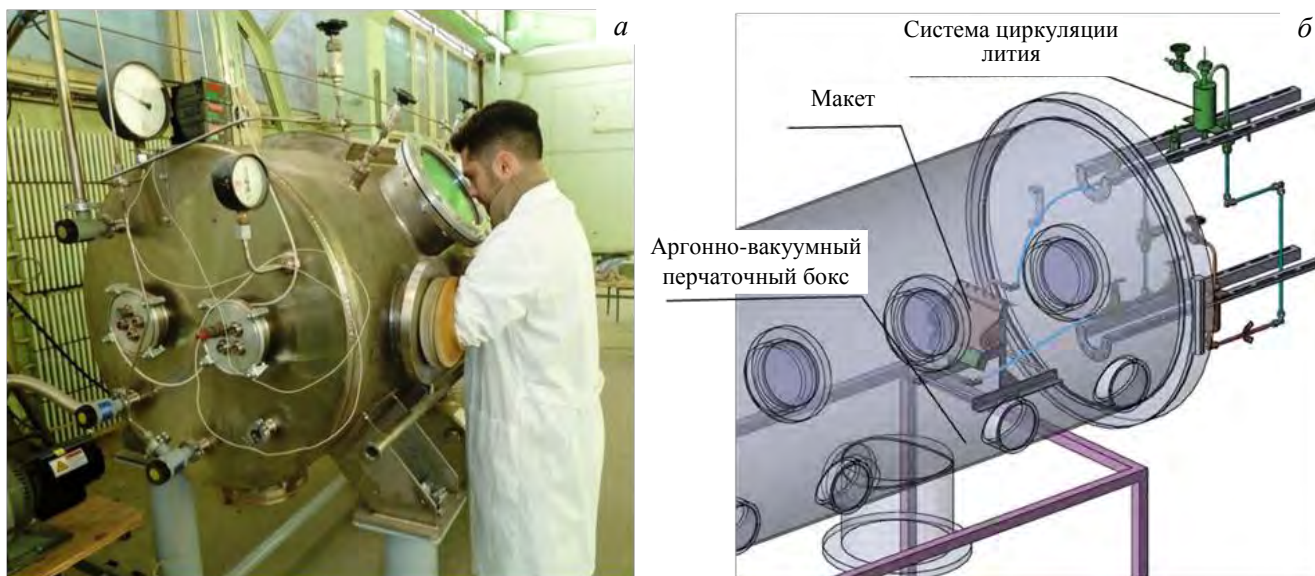 а
б
Система циркуляции
лития
Макет
Аргонно-вакуумный
перчаточный бокс